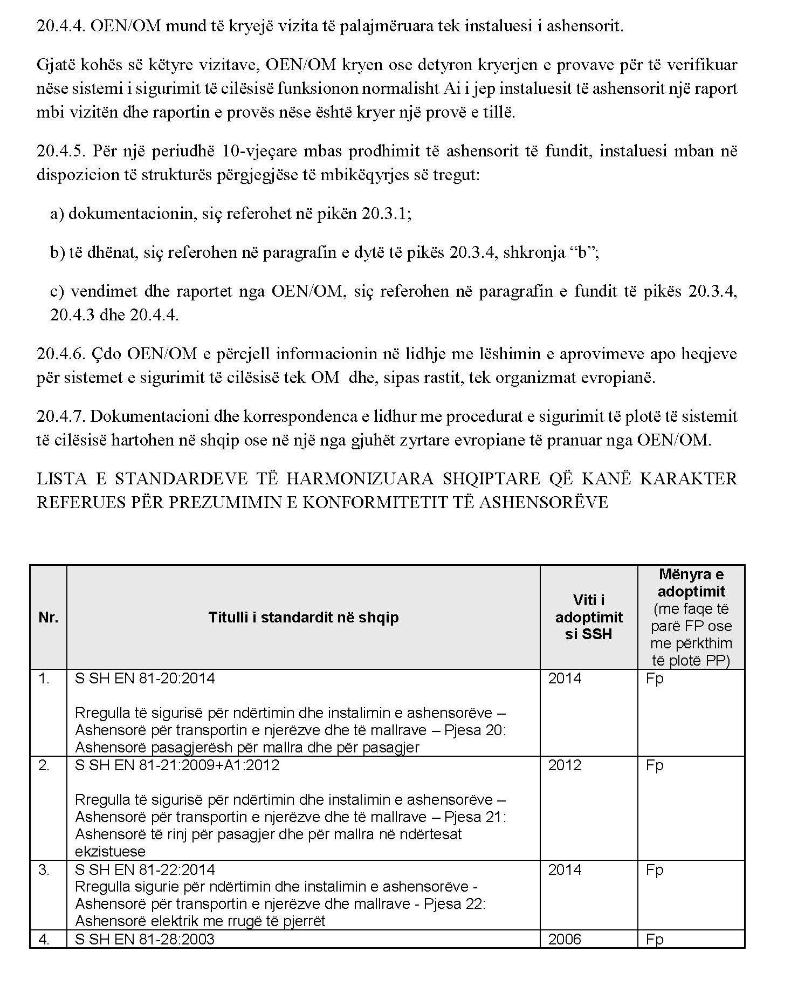 20.4.4. OEN/OM mund të kryejë vizita të palajmëruara tek instaluesi i ashensorit.
Gjatë kohës së këtyre vizitave, OEN/OM kryen ose detyron kryerjen e provave për të verifikuar
nëse sistemi i sigurimit të cilësisë funksionon normalisht Ai i jep instaluesit të ashensorit një raport
mbi vizitën dhe raportin e provës nëse është kryer një provë e tillë.
20.4.5. Për një periudhë 10-vjeçare mbas prodhimit të ashensorit të fundit, instaluesi mban në
dispozicion të strukturës përgjegjëse të mbikëqyrjes së tregut:
a) dokumentacionin, siç referohet në pikën 20.3.1;
b) të dhënat, siç referohen në paragrafin e dytë të pikës 20.3.4, shkronja “b”;
c) vendimet dhe raportet nga OEN/OM, siç referohen në paragrafin e fundit të pikës 20.3.4,
20.4.3 dhe 20.4.4.
20.4.6. Çdo OEN/OM e përcjell informacionin në lidhje me lëshimin e aprovimeve apo heqjeve
për sistemet e sigurimit të cilësisë tek OM  dhe, sipas rastit, tek organizmat evropianë.
20.4.7. Dokumentacioni dhe korrespondenca e lidhur me procedurat e sigurimit të plotë të sistemit
të cilësisë hartohen në shqip ose në një nga gjuhët zyrtare evropiane të pranuar nga OEN/OM.
LISTA E STANDARDEVE TË HARMONIZUARA SHQIPTARE QË KANË KARAKTER
REFERUES PËR PREZUMIMIN E KONFORMITETIT TË ASHENSORËVE
Nr.
Titulli i standardit në shqip
Viti i
adoptimit
si SSH
Mënyra e
adoptimit
(me faqe të
parë FP ose
me përkthim
të plotë PP)
1.
S SH EN 81-20:2014
Rregulla të sigurisë për ndërtimin dhe instalimin e ashensorëve –
Ashensorë për transportin e njerëzve dhe të mallrave – Pjesa 20:
Ashensorë pasagjerësh për mallra dhe për pasagjer
2014
Fp
2.
S SH EN 81-21:2009+A1:2012
Rregulla të sigurisë për ndërtimin dhe instalimin e ashensorëve –
Ashensorë për transportin e njerëzve dhe të mallrave – Pjesa 21:
Ashensorë të rinj për pasagjer dhe për mallra në ndërtesat
ekzistuese
2012
Fp
3.
S SH EN 81-22:2014
Rregulla sigurie për ndërtimin dhe instalimin e ashensorëve -
Ashensorë për transportin e njerëzve dhe mallrave - Pjesa 22:
Ashensorë elektrik me rrugë të pjerrët
2014
Fp
4.
S SH EN 81-28:2003
2006
Fp